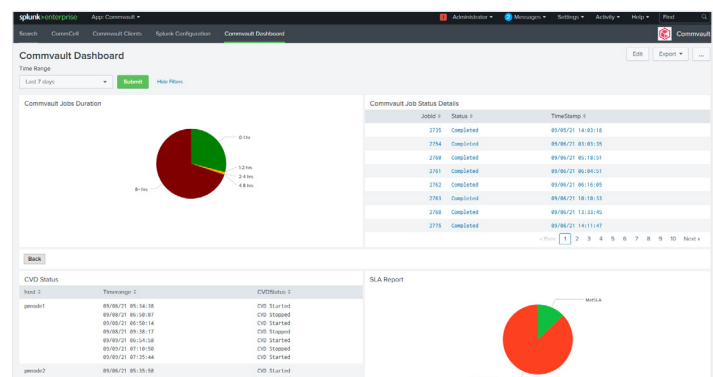 splunk>enterprise App: Commvault ▾ ! Administrator ▾ 2 Messages ▾ Settings ▾ Activity ▾ Help ▾ Find
Search CommCell Commvault Clients Splunk Configuration Commvault Dashboard Commvault
Commvault Dashboard Edit Export ▾ ...
Time Range
Last 7 days Submit Hide Filters
Commvault Jobs Duration
0-1hr
1-2 hrs
2-4 hrs
4-8 hrs
8+ hrs
Commvault Job Status Details
JobId Status TimeStamp
2735 Completed 09/05/21 14:03:18
2754 Completed 09/06/21 03:03:35
2760 Completed 09/06/21 05:18:51
2761 Completed 09/06/21 06:04:51
2762 Completed 09/06/21 06:16:05
2763 Completed 09/06/21 10:10:33
2768 Completed 09/06/21 13:33:45
2775 Completed 09/06/21 14:11:47
« Prev 1 2 3 4 5 6 7 8 9 10 Next »
Back
CVD Status
host Timerange CVDStatus
pmnode1 09/06/21 05:34:38 CVD Started
09/08/21 06:50:07 CVD Stopped
09/08/21 06:50:14 CVD Started
09/08/21 09:38:17 CVD Stopped
09/09/21 06:54:58 CVD Started
09/09/21 07:10:50 CVD Stopped
09/09/21 07:35:44 CVD Started
pmnode2 09/06/21 05:35:50 CVD Started
SLA Report
MetSLA